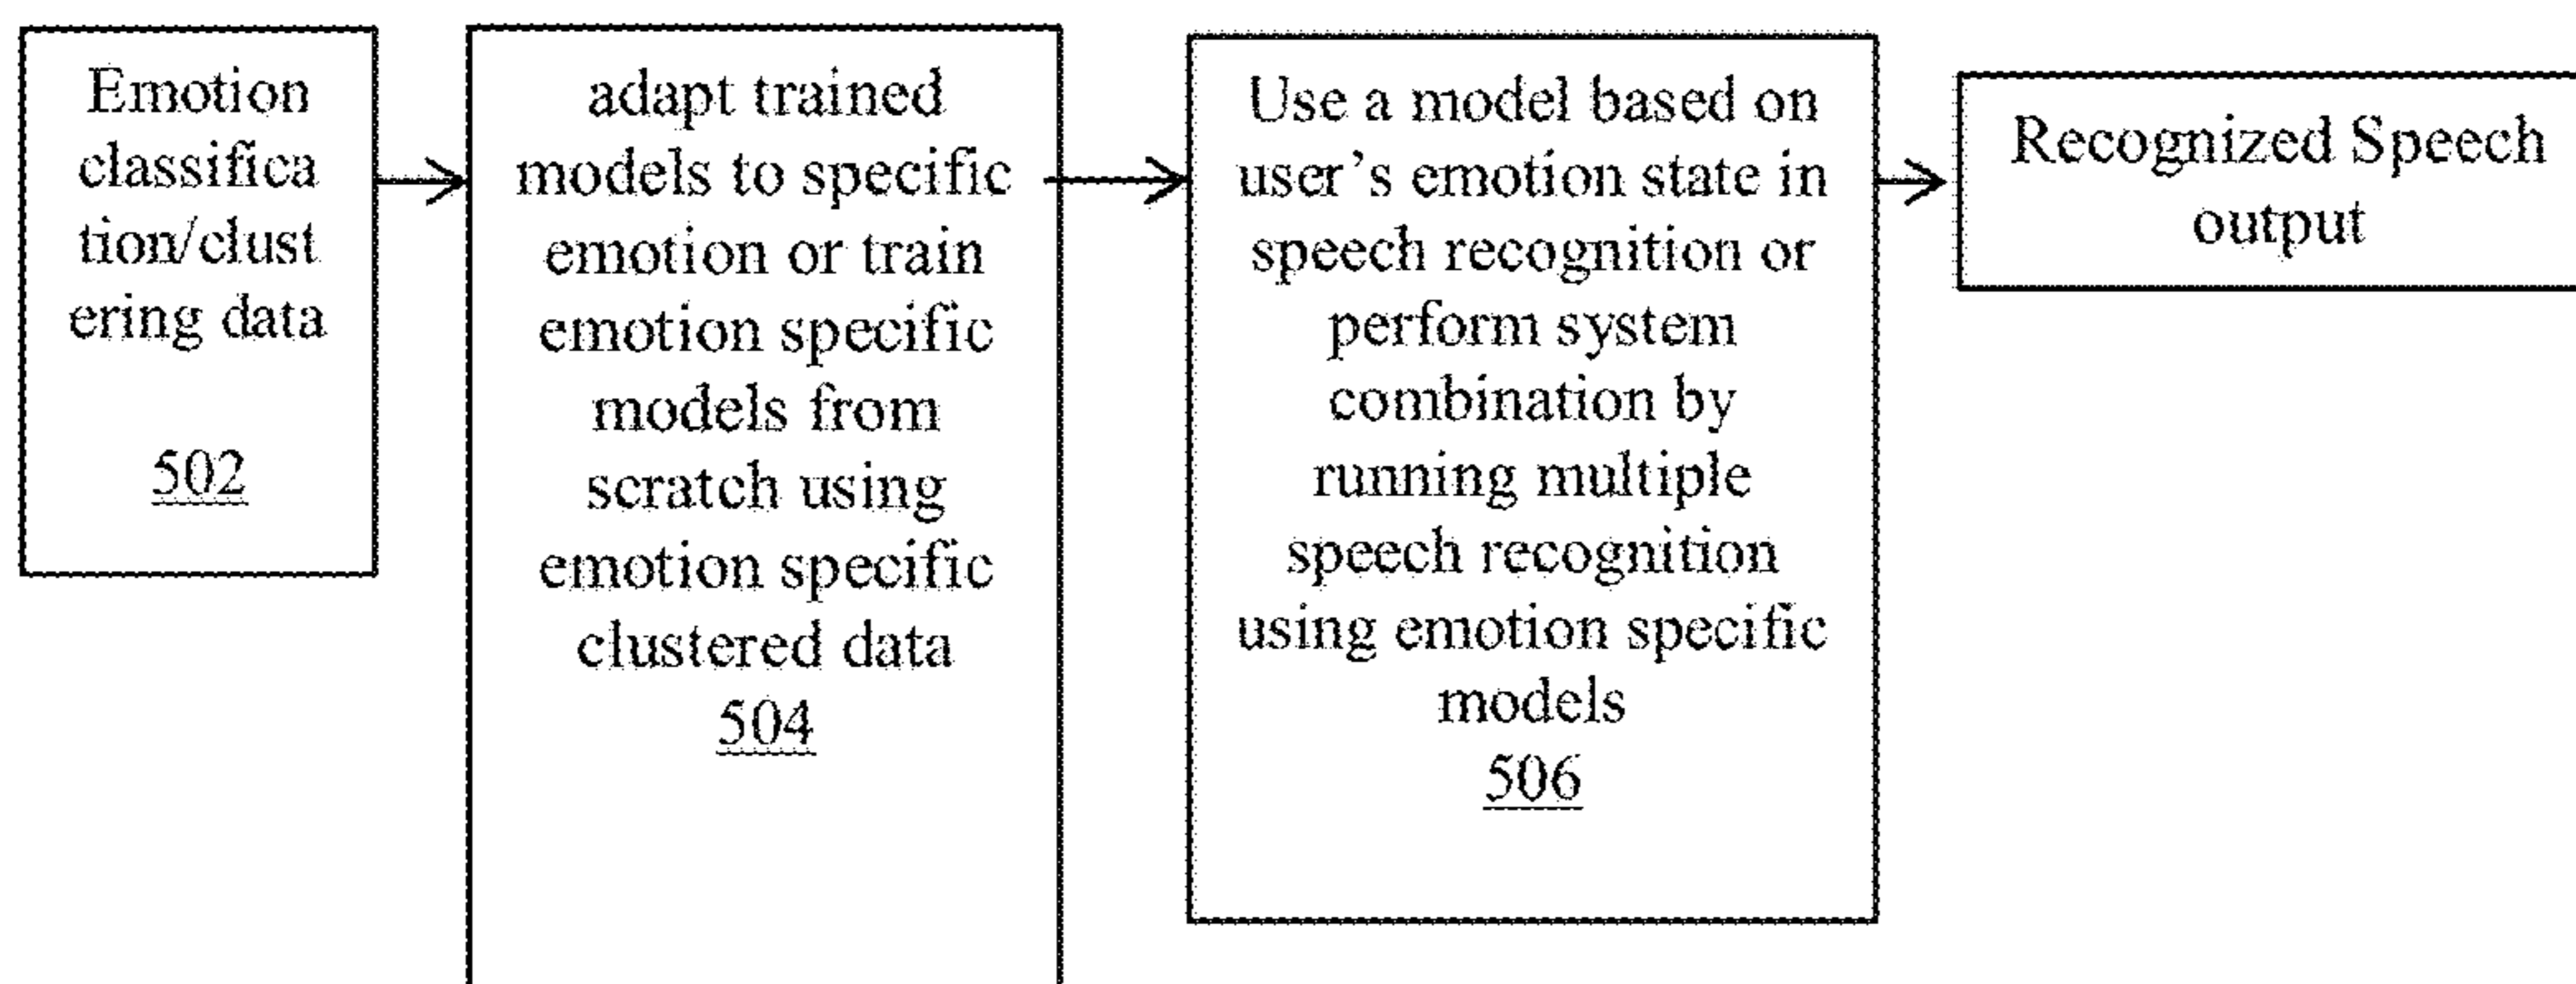 Emotion
classifica
tion/clust
ering data
502
adapt trained
models to specific
emotion or train
emotion specific
models from
scratch using
emotion specific
clustered data
504
Use a model based on
user's emotion state in
speech recognition or
perform system
combination by
running multiple
speech recognition
using emotion specific
models
506
Recognized Speech
output